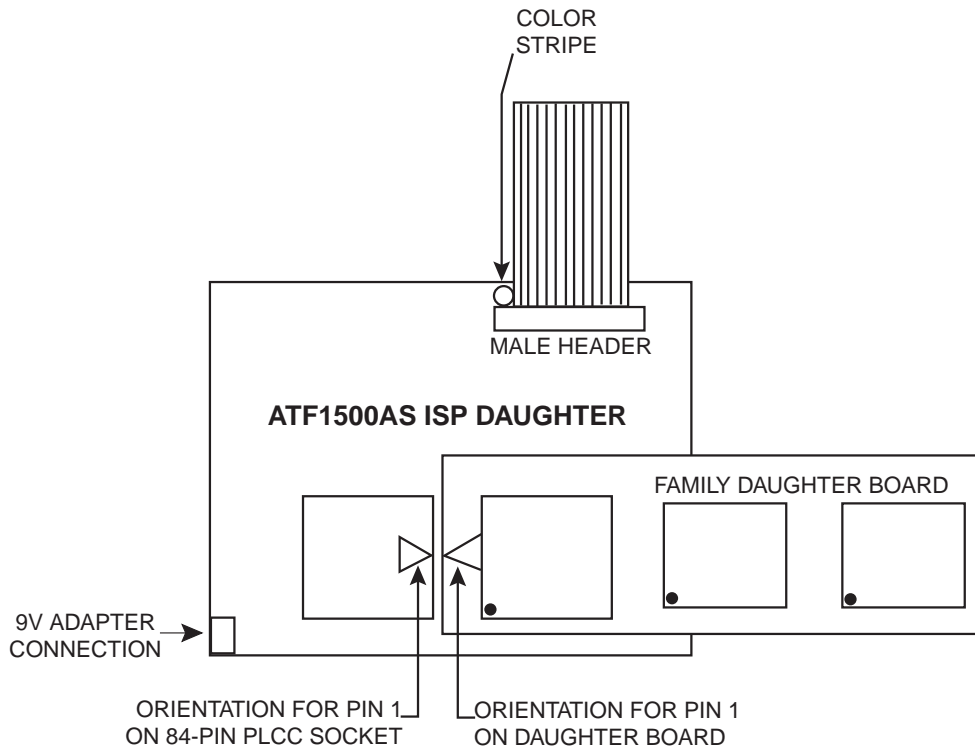 COLOR
STRIPE
MALE HEADER
ATF1500AS ISP DAUGHTER
FAMILY DAUGHTER BOARD
9V ADAPTER
CONNECTION
ORIENTATION FOR PIN 1
ON 84-PIN PLCC SOCKET
ORIENTATION FOR PIN 1
ON DAUGHTER BOARD